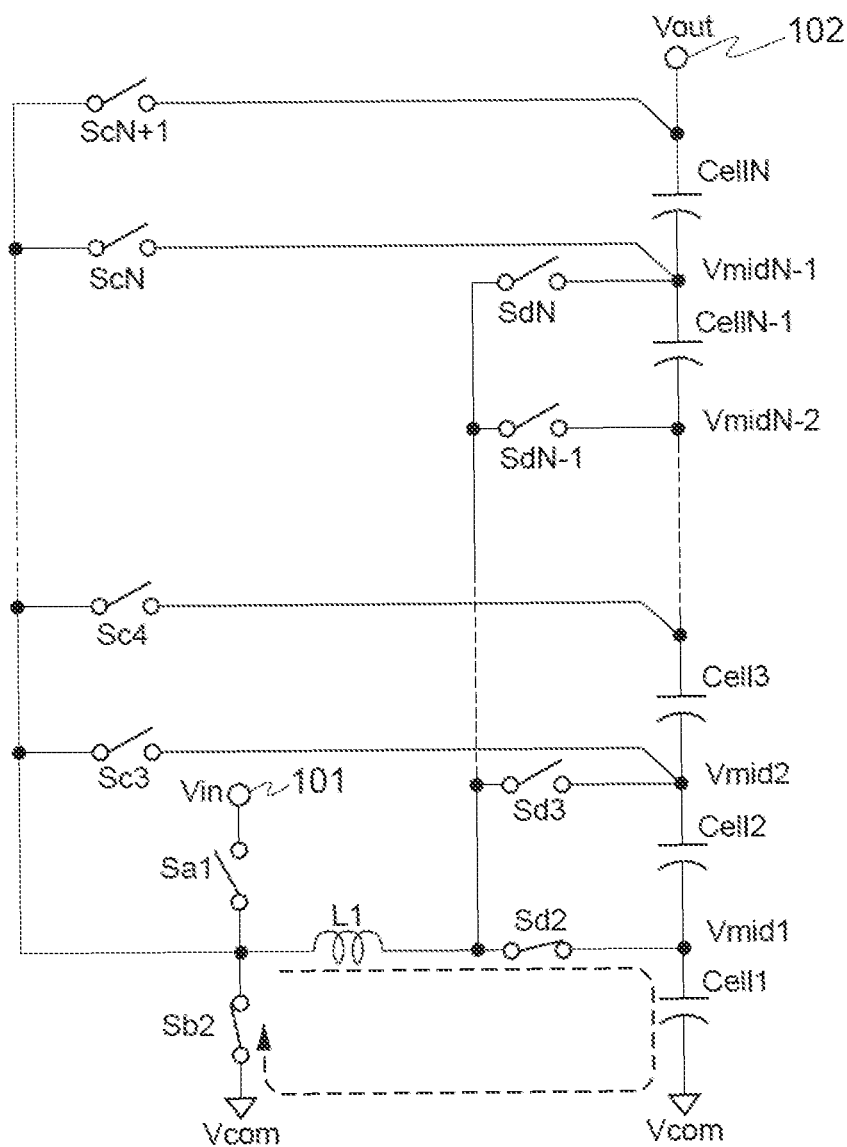 Vout
102
ScN+1
CellN
ScN
VmidN-1
SdN
CellN-1
VmidN-2
SdN-1
Sc4
Cell3
Sc3
Vmid2
Vin
101
Sd3
Cell2
Sa1
L1
Sd2
Vmid1
Cell1
Sb2
Vcom
Vcom